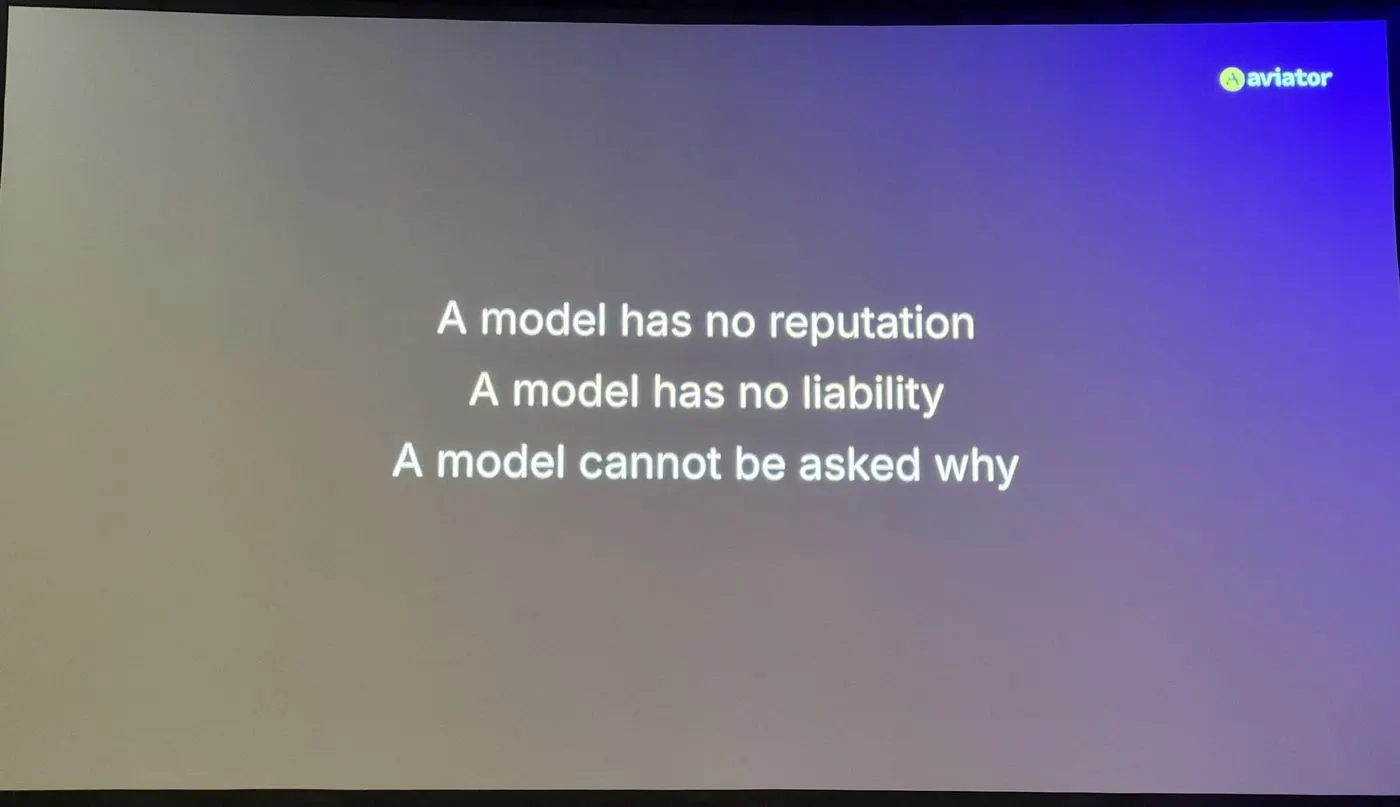 aviator
A model has no reputation
A model has no liability
A model cannot be asked why